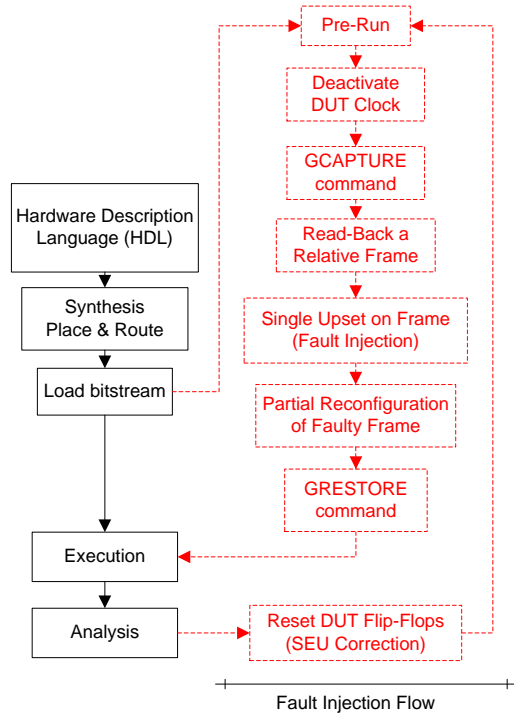 Hardware Description
Language (HDL)
Synthesis
Place & Route
Load bitstream
Execution
Analysis
Pre-Run
Deactivate
DUT Clock
GCAPTURE
command
Read-Back a
Relative Frame
Single Upset on Frame
(Fault Injection)
Partial Reconfiguration
of Faulty Frame
GRESTORE
command
Reset DUT Flip-Flops
(SEU Correction)
Fault Injection Flow